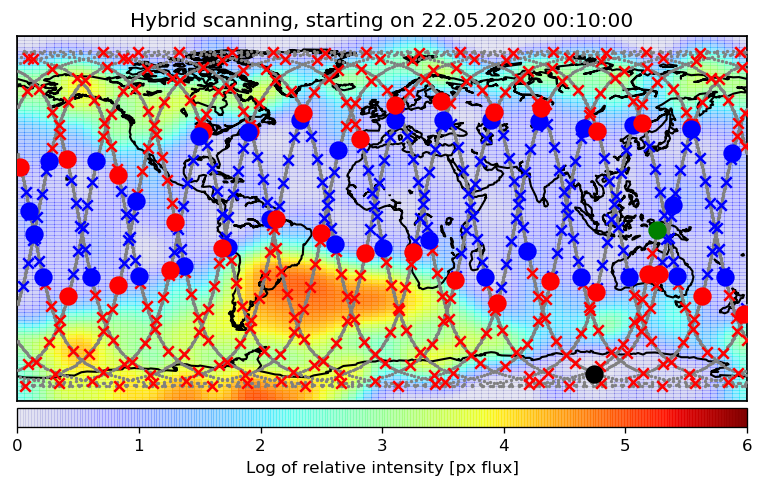 Hybrid scanning, starting on 22.05.2020 00:10:00
0 1 2 3 4 5 6
Log of relative intensity [px flux]